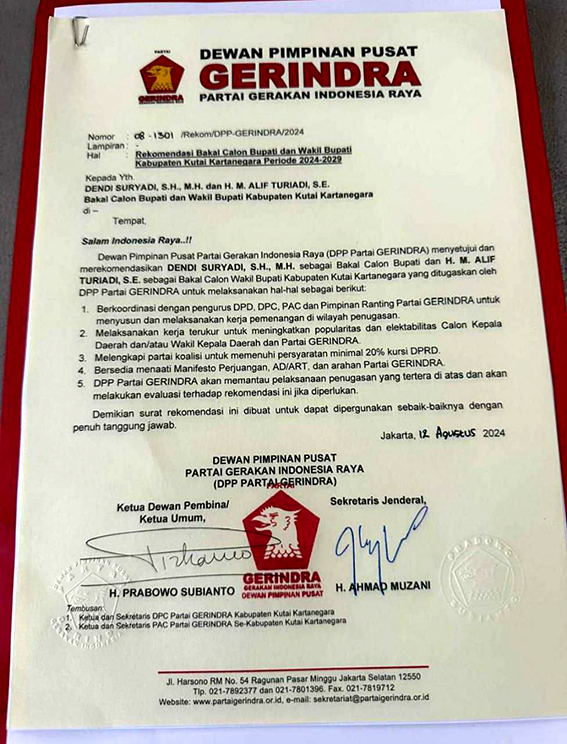 PARTAI
GERINDRA
DEWAN PIMPINAN PUSAT
GERINDRA
PARTAI GERAKAN INDONESIA RAYA
Nomor : 08 - 1301 /Rekom/DPP-GERINDRA/2024
Lampiran : -
Hal : Rekomendasi Bakal Calon Bupati dan Wakil Bupati
Kabupaten Kutai Kartanegara Periode 2024-2029
Kepada Yth.
DENDI SURYADI, S.H., M.H. dan H. M. ALIF TURIADI, S.E.
Bakal Calon Bupati dan Wakil Bupati Kabupaten Kutai Kartanegara
di –
Tempat,
Salam Indonesia Raya..!!
Dewan Pimpinan Pusat Partai Gerakan Indonesia Raya (DPP Partai GERINDRA) menyetujui dan
merekomendasikan DENDI SURYADI, S.H., M.H. sebagai Bakal Calon Bupati dan H. M. ALIF
TURIADI, S.E. sebagai Bakal Calon Wakil Bupati Kabupaten Kutai Kartanegara yang ditugaskan oleh
DPP Partai GERINDRA untuk melaksanakan hal-hal sebagai berikut:
1. Berkoordinasi dengan pengurus DPD, DPC, PAC dan Pimpinan Ranting Partai GERINDRA untuk
menyusun dan melaksanakan kerja pemenangan di wilayah penugasan.
2. Melaksanakan kerja terukur untuk meningkatkan popularitas dan elektabilitas Calon Kepala
Daerah dan/atau Wakil Kepala Daerah dan Partai GERINDRA.
3. Melengkapi partai koalisi untuk memenuhi persyaratan minimal 20% kursi DPRD.
4. Bersedia menaati Manifesto Perjuangan, AD/ART, dan arahan Partai GERINDRA.
5. DPP Partai GERINDRA akan memantau pelaksanaan penugasan yang tertera di atas dan akan
melakukan evaluasi terhadap rekomendasi ini jika diperlukan.
Demikian surat rekomendasi ini dibuat untuk dapat dipergunakan sebaik-baiknya dengan
penuh tanggung jawab.
Jakarta, 12 Agustus 2024
DEWAN PIMPINAN PUSAT
PARTAI GERAKAN INDONESIA RAYA
(DPP PARTAI GERINDRA)
Ketua Dewan Pembina/
Ketua Umum,
Sekretaris Jenderal,
PARTAI
GERINDRA
GERAKAN INDONESIA RAYA
DEWAN PIMPINAN PUSAT
H. PRABOWO SUBIANTO
H. AHMAD MUZANI
PRABOWO
Tembusan:
1. Ketua dan Sekretaris DPC Partai GERINDRA Kabupaten Kutai Kartanegara
2. Ketua dan Sekretaris PAC Partai GERINDRA Se-Kabupaten Kutai Kartanegara
Jl. Harsono RM No. 54 Ragunan Pasar Minggu Jakarta Selatan 12550
Tlp. 021-7892377 dan 021-7801396. Fax. 021-7819712
Website: www.partaigerindra.or.id, e-mail: sekretariat@partaigerindra.or.id